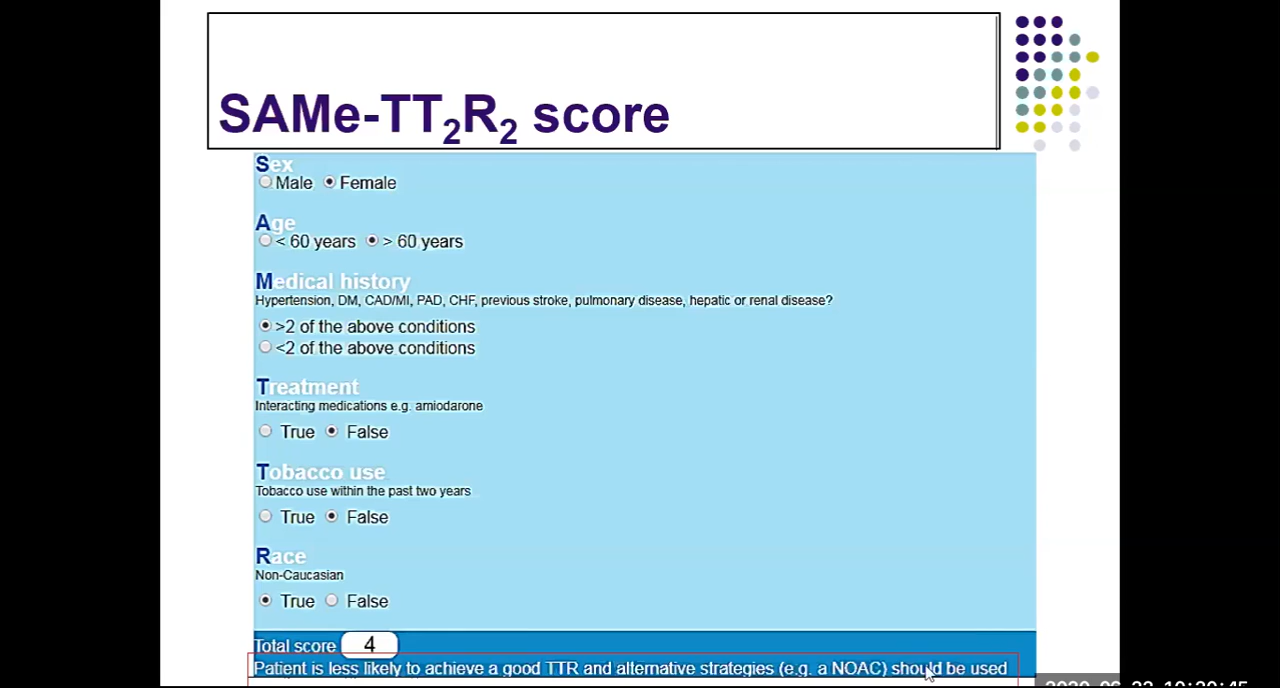 SAMe-TT2R2 score
Sex
Male Female
Age
< 60 years > 60 years
Medical history
Hypertension, DM, CAD/MI, PAD, CHF, previous stroke, pulmonary disease, hepatic or renal disease?
>2 of the above conditions
<2 of the above conditions
Treatment
Interacting medications e.g. amiodarone
True False
Tobacco use
Tobacco use within the past two years
True False
Race
Non-Caucasian
True False
Total score 4
Patient is less likely to achieve a good TTR and alternative strategies (e.g. a NOAC) should be used